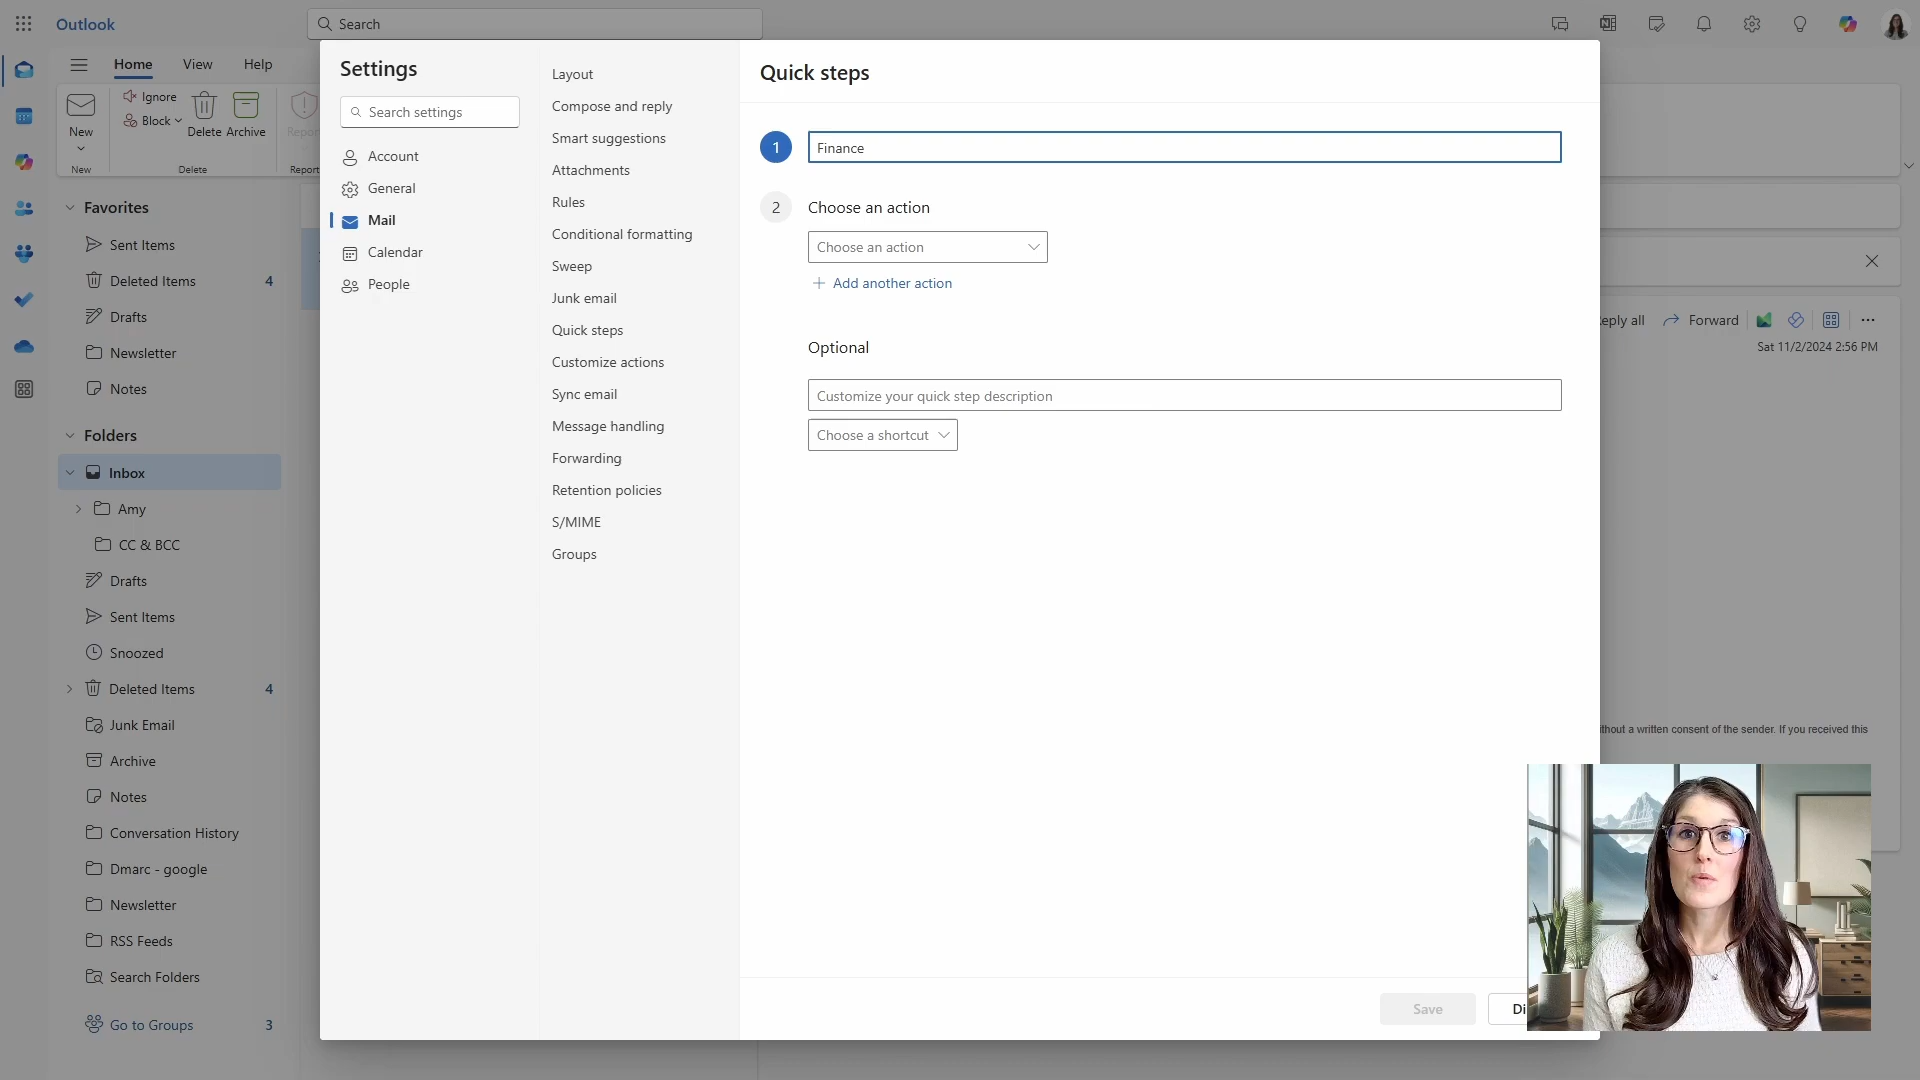 Outlook
Search
Home
View
Help
New
New
Ignore
Block
Delete
Archive
Delete
Report
Favorites
Sent Items
Deleted Items 4
Drafts
Newsletter
Notes
Folders
Inbox
Amy
CC & BCC
Drafts
Sent Items
Snoozed
Deleted Items 4
Junk Email
Archive
Notes
Conversation History
Dmarc - google
Newsletter
RSS Feeds
Search Folders
Go to Groups 3
Settings
Search settings
Account
General
Mail
Calendar
People
Layout
Compose and reply
Smart suggestions
Attachments
Rules
Conditional formatting
Sweep
Junk email
Quick steps
Customize actions
Sync email
Message handling
Forwarding
Retention policies
S/MIME
Groups
Quick steps
1 Finance
2 Choose an action
Choose an action
Add another action
Optional
Customize your quick step description
Choose a shortcut
Save
all Forward
Sat 11/2/2024 2:56 PM
a written consent of the sender. If you received this